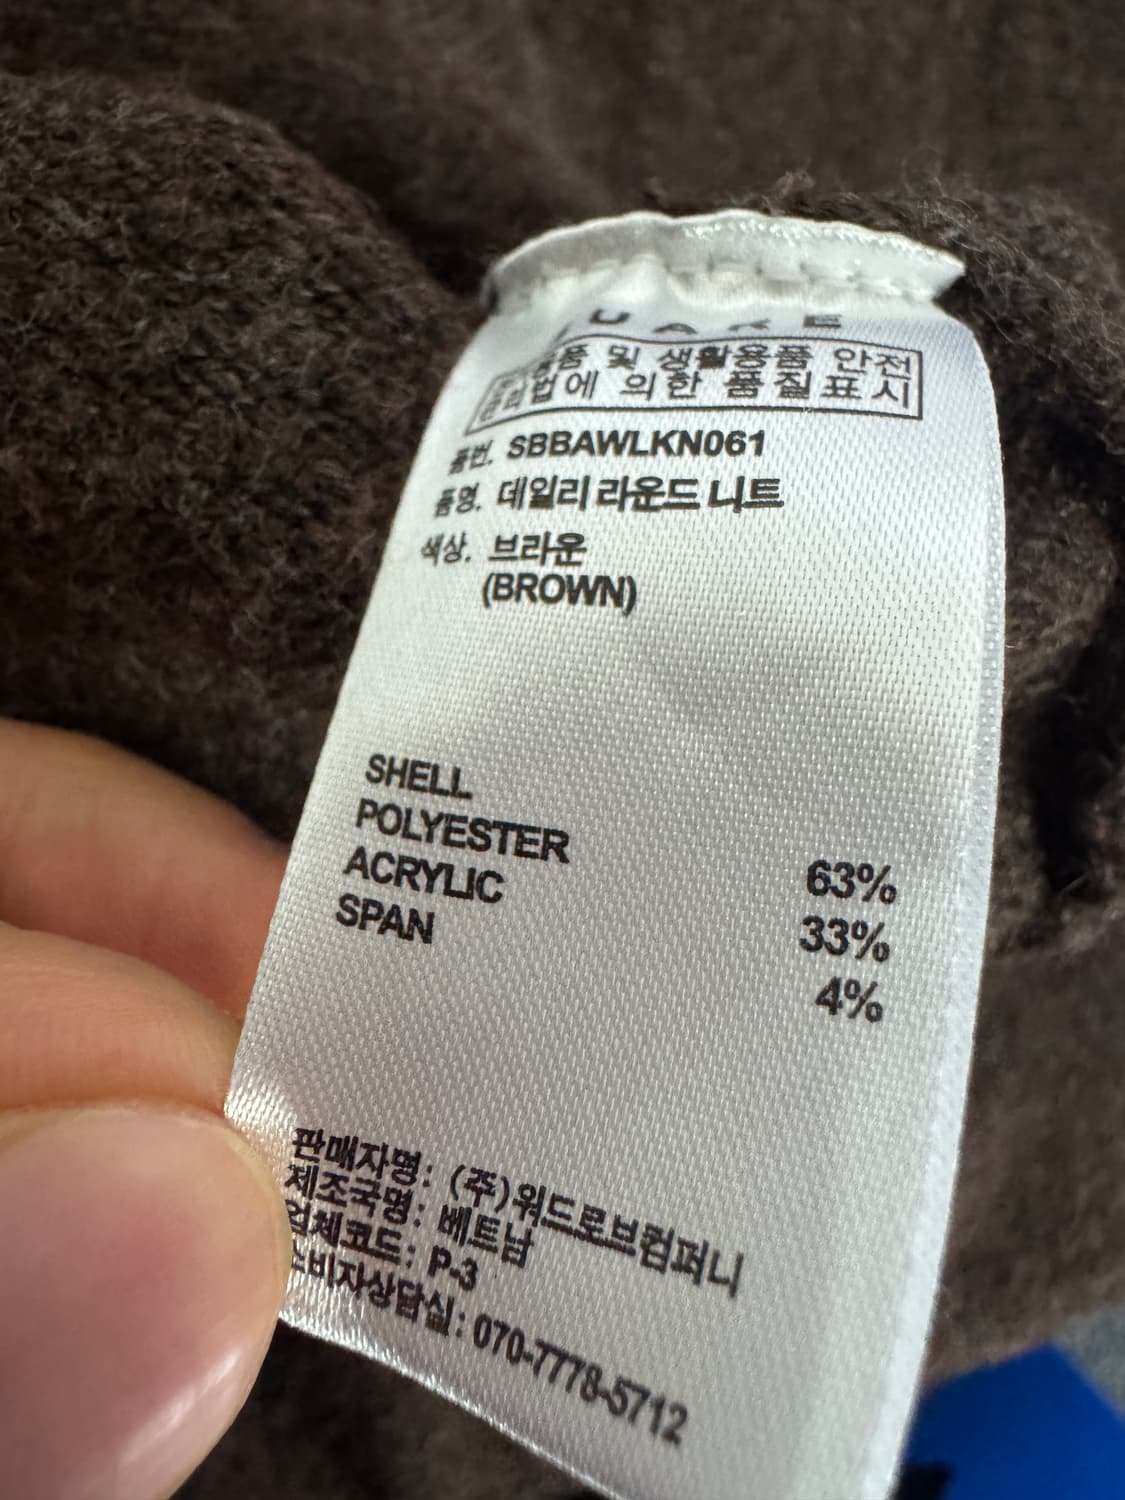 및 생활용품 안전
법에 의한 품질표시
품번. SBBAWLKN061
품명. 데일리 라운드 니트
색상. 브라운
(BROWN)
SHELL
POLYESTER 63%
ACRYLIC 33%
SPAN 4%
판매자명: (주)워드로브컴퍼니
제조국명: 베트남
업체코드: P-3
소비자상담실: 070-7778-5712